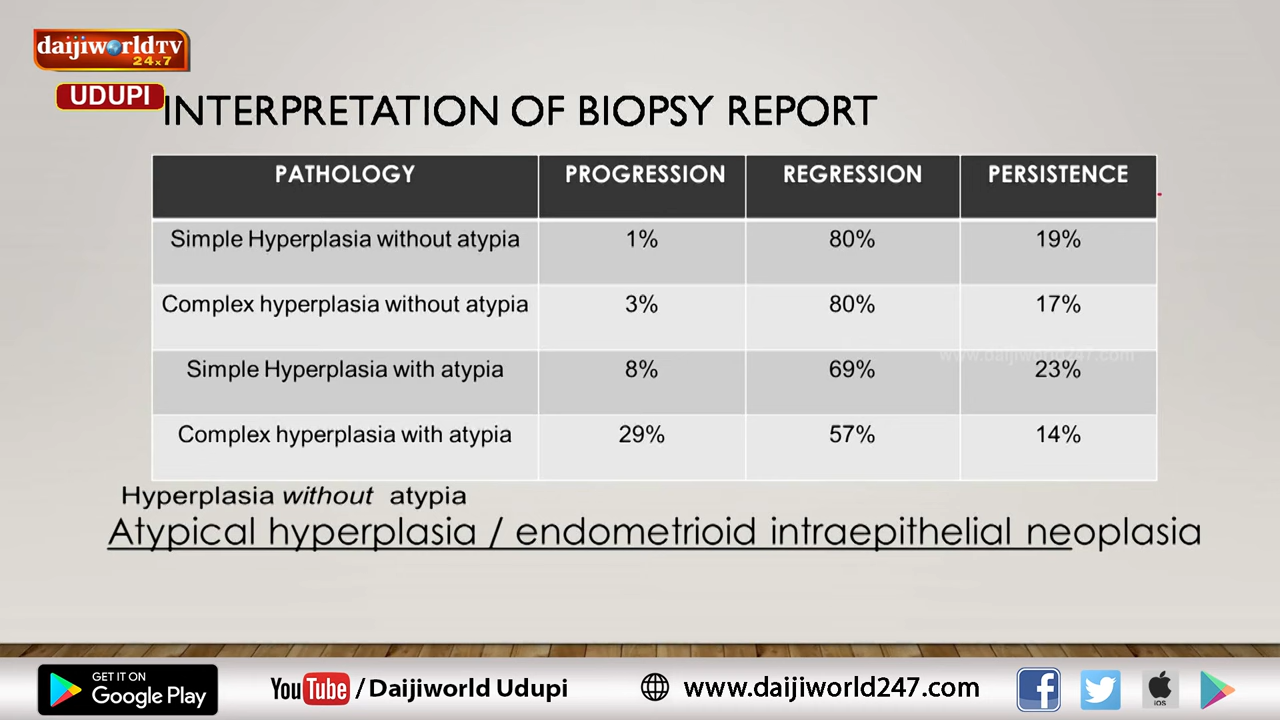 daijiworldTV
24x7
UDUPI
INTERPRETATION OF BIOPSY REPORT
PATHOLOGY PROGRESSION REGRESSION PERSISTENCE
Simple Hyperplasia without atypia 1% 80% 19%
Complex hyperplasia without atypia 3% 80% 17%
www.daijiworld247.com
Simple Hyperplasia with atypia 8% 69% 23%
Complex hyperplasia with atypia 29% 57% 14%
Hyperplasia without atypia
Atypical hyperplasia / endometrioid intraepithelial neoplasia
GET IT ON
Google Play
YouTube / Daijiworld Udupi
www.daijiworld247.com
iOS